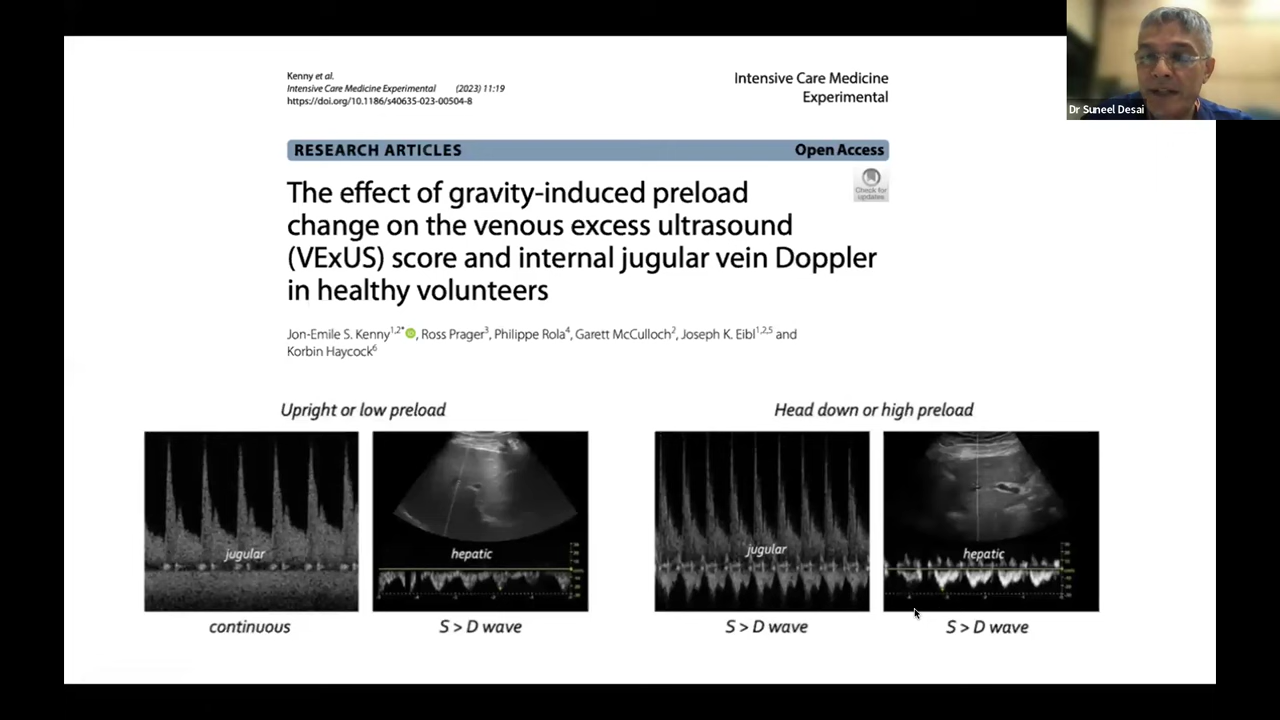 Kenny et al.
Intensive Care Medicine Experimental (2023) 11:19
https://doi.org/10.1186/s40635-023-00504-8
Intensive Care Medicine
Experimental
RESEARCH ARTICLES
Open Access
The effect of gravity-induced preload
change on the venous excess ultrasound
(VExUS) score and internal jugular vein Doppler
in healthy volunteers
Check for
updates
Jon-Emile S. Kenny1,2*, Ross Prager3, Philippe Rola4, Garett McCulloch2, Joseph K. Eibl1,2,5 and
Korbin Haycock6
Upright or low preload
Head down or high preload
jugular
hepatic
jugular
hepatic
continuous
S > D wave
S > D wave
S > D wave
Dr Suneel Desai